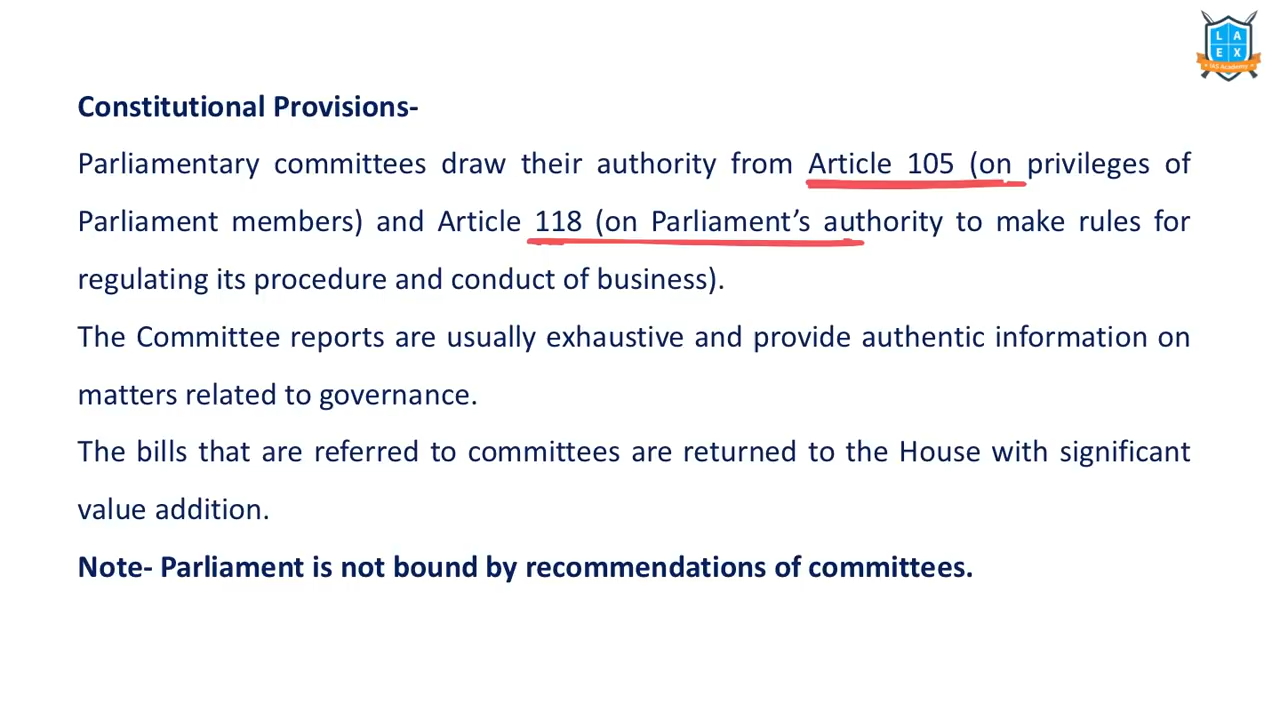 L A
E X
IAS Academy
Constitutional Provisions-
Parliamentary committees draw their authority from Article 105 (on privileges of
Parliament members) and Article 118 (on Parliament’s authority to make rules for
regulating its procedure and conduct of business).
The Committee reports are usually exhaustive and provide authentic information on
matters related to governance.
The bills that are referred to committees are returned to the House with significant
value addition.
Note- Parliament is not bound by recommendations of committees.